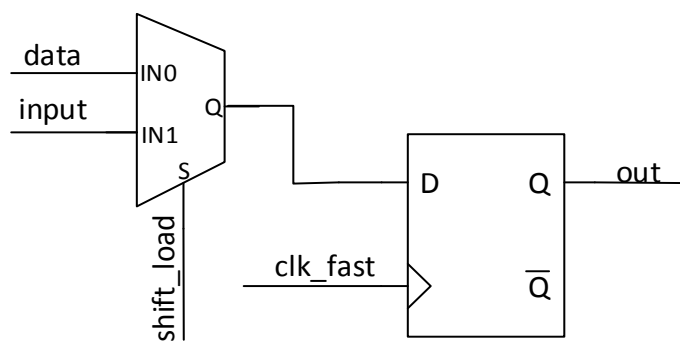 data
IN0
input
IN1
Q
S
shift_load
D
Q
out
clk_fast
Q̅